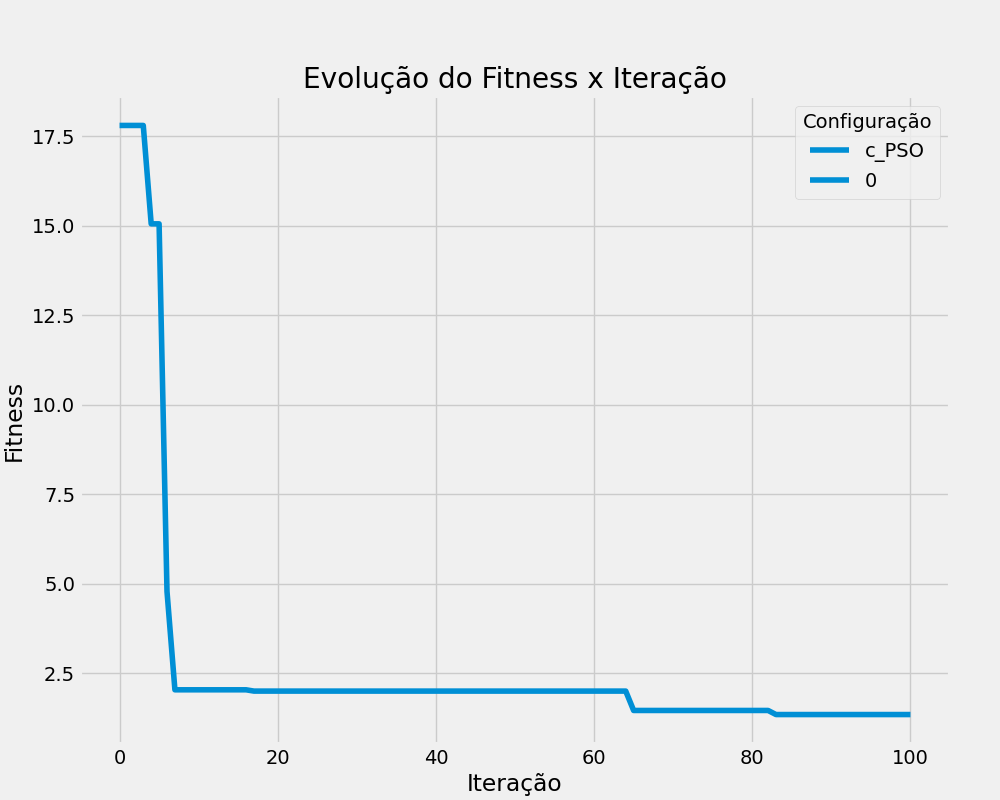 Evolução do Fitness x Iteração
Configuração
c_PSO
0
Fitness
17.5
15.0
12.5
10.0
7.5
5.0
2.5
0 20 40 60 80 100
Iteração